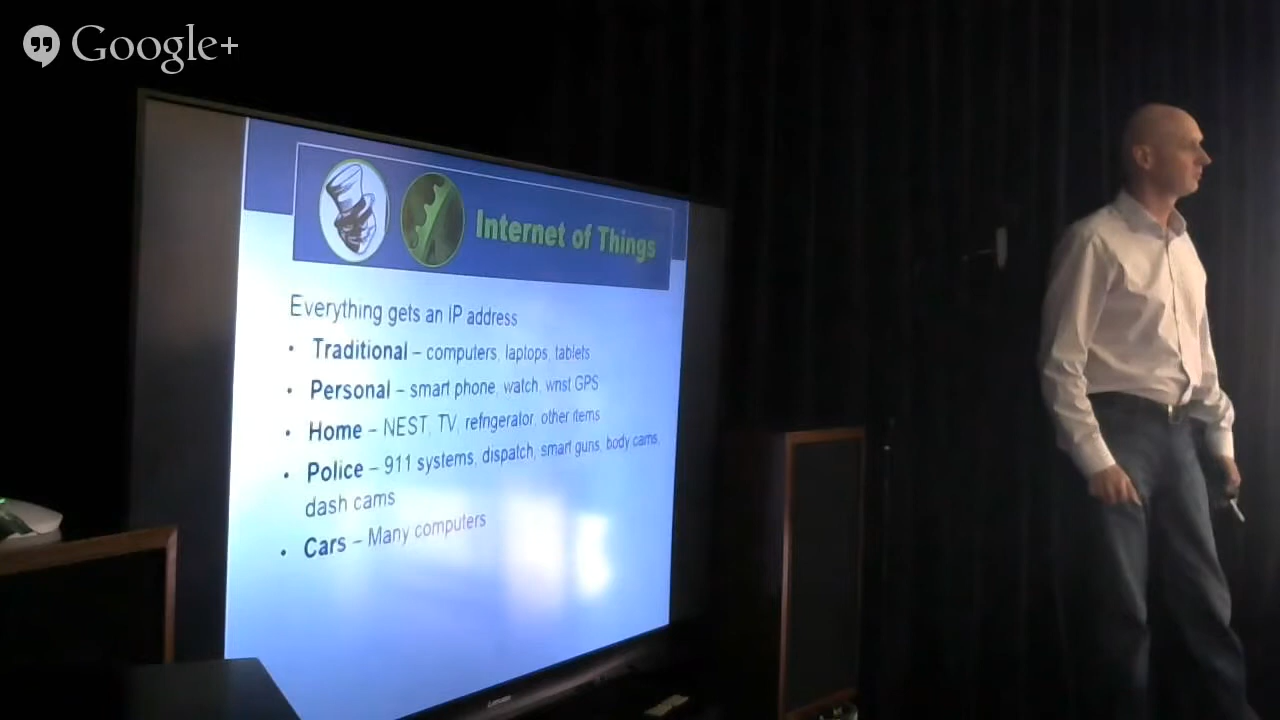 Google+
Internet of Things
Everything gets an IP address
• Traditional – computers, laptops, tablets
• Personal – smart phone, watch, wrist GPS
• Home – NEST, TV, refrigerator, other items
• Police – 911 systems, dispatch, smart guns, body cams,
dash cams
• Cars – Many computers